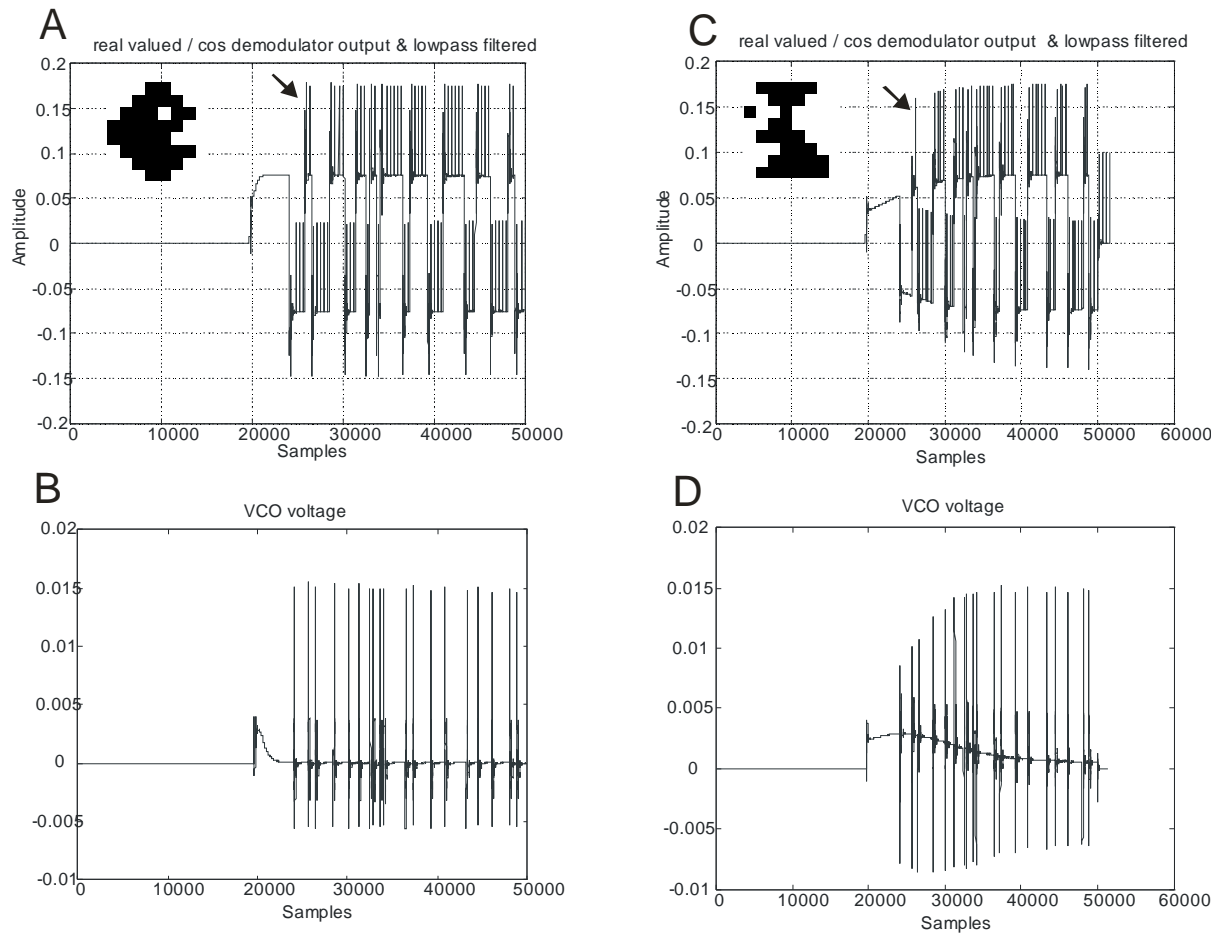 A
real valued / cos demodulator output & lowpass filtered
0.2
0.15
0.1
0.05
0
-0.05
-0.1
-0.15
-0.2
Amplitude
0 10000 20000 30000 40000 50000
Samples
C
real valued / cos demodulator output & lowpass filtered
0.2
0.15
0.1
0.05
0
-0.05
-0.1
-0.15
-0.2
Amplitude
0 10000 20000 30000 40000 50000 60000
Samples
B
VCO voltage
0.02
0.015
0.01
0.005
0
-0.005
-0.01
0 10000 20000 30000 40000 50000
Samples
D
VCO voltage
0.02
0.015
0.01
0.005
0
-0.005
-0.01
0 10000 20000 30000 40000 50000 60000
Samples